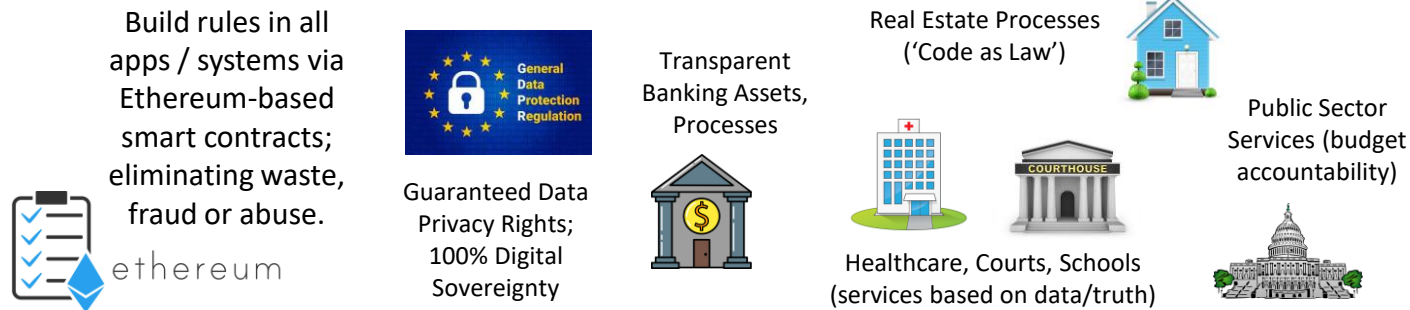 Build rules in all
apps / systems via
Ethereum-based
smart contracts;
eliminating waste,
fraud or abuse.
ethereum
General
Data
Protection
Regulation
Guaranteed Data
Privacy Rights;
100% Digital
Sovereignty
Transparent
Banking Assets,
Processes
$
Real Estate Processes
(‘Code as Law’)
COURTHOUSE
Healthcare, Courts, Schools
(services based on data/truth)
Public Sector
Services (budget
accountability)